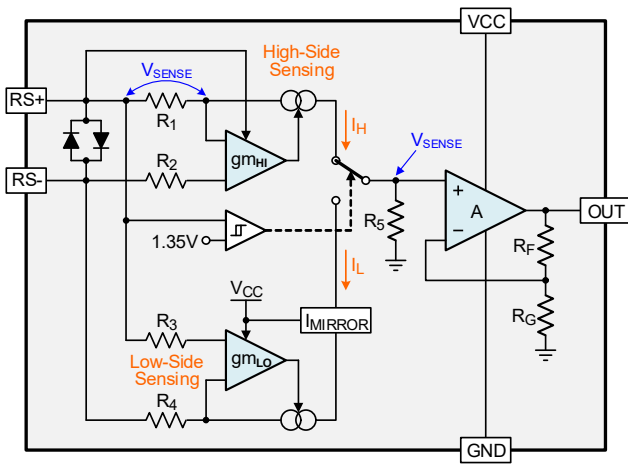 VCC
High-Side
Sensing
VSENSE
RS+
R1
IH
VSENSE
R2
gmHI
RS-
+
A
−
OUT
R5
1.35V
RF
IL
VCC
RG
R3
IMIRROR
gmLO
Low-Side
Sensing
R4
GND